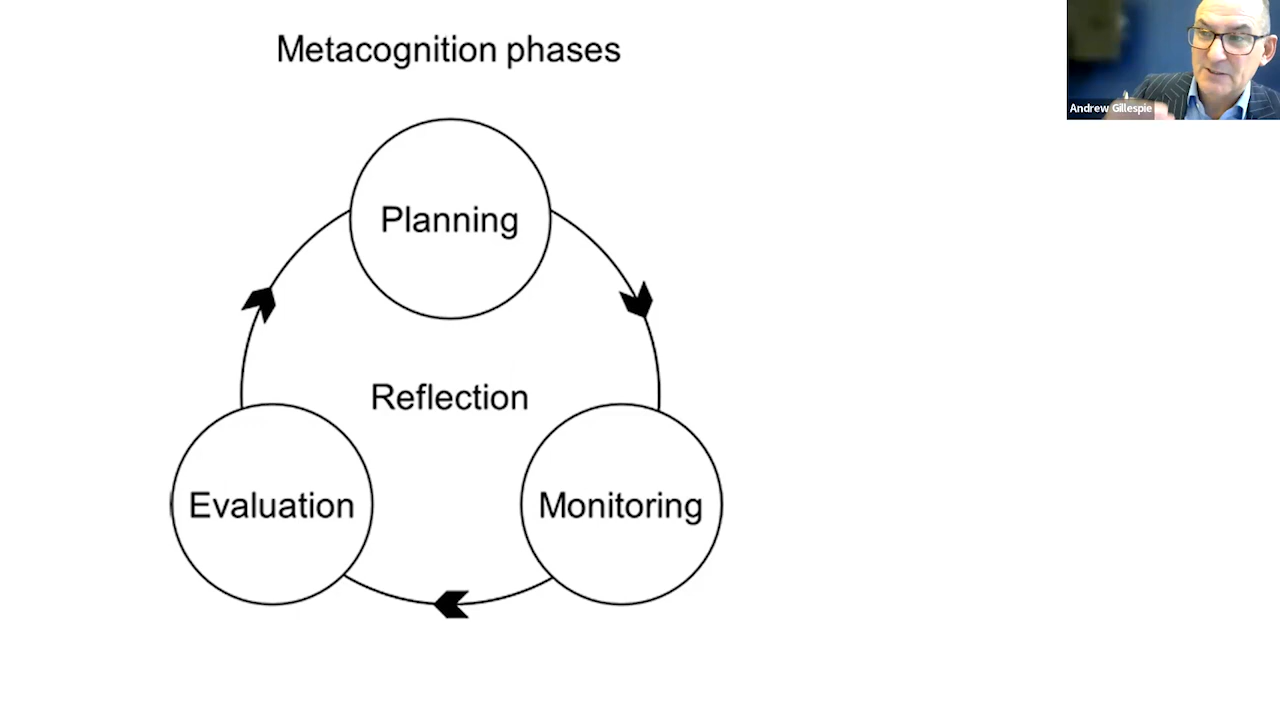 Metacognition phases
Andrew Gillespie
Planning
Reflection
Evaluation
Monitoring